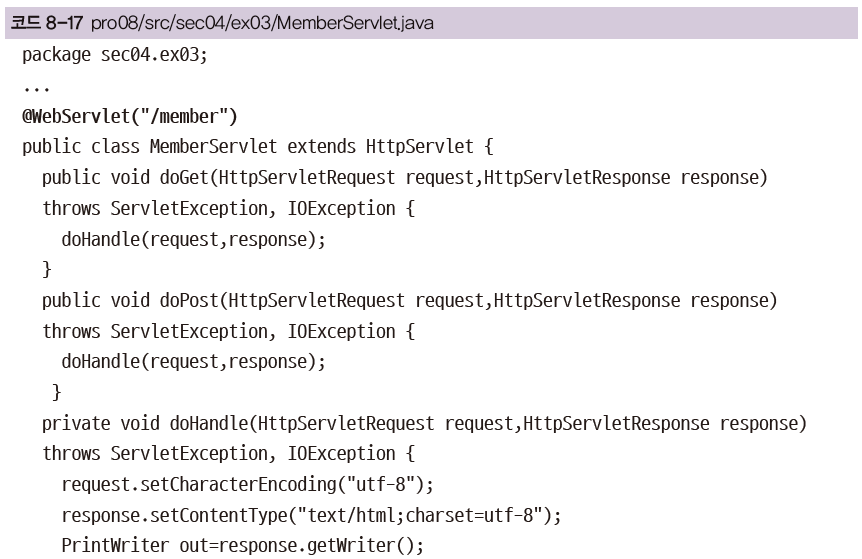 코드 8-17 pro08/src/sec04/ex03/MemberServlet.java
package sec04.ex03;
...
@WebServlet("/member")
public class MemberServlet extends HttpServlet {
public void doGet(HttpServletRequest request,HttpServletResponse response)
throws ServletException, IOException {
doHandle(request,response);
}
public void doPost(HttpServletRequest request,HttpServletResponse response)
throws ServletException, IOException {
doHandle(request,response);
}
private void doHandle(HttpServletRequest request,HttpServletResponse response)
throws ServletException, IOException {
request.setCharacterEncoding("utf-8");
response.setContentType("text/html;charset=utf-8");
PrintWriter out=response.getWriter();